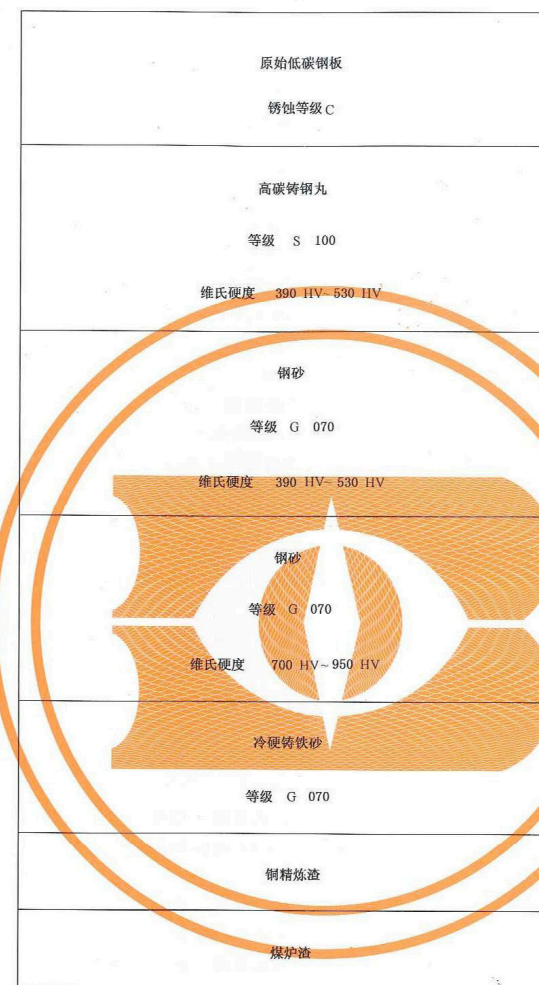 原始低碳钢板
锈蚀等级C
高碳铸钢丸
等级 S 100
维氏硬度 390 HV~530 HV
钢砂
等级 G 070
维氏硬度 390 HV~530 HV
钢砂
等级 G 070
维氏硬度 700 HV~950 HV
冷硬铸铁砂
等级 G 070
铜精炼渣
煤炉渣